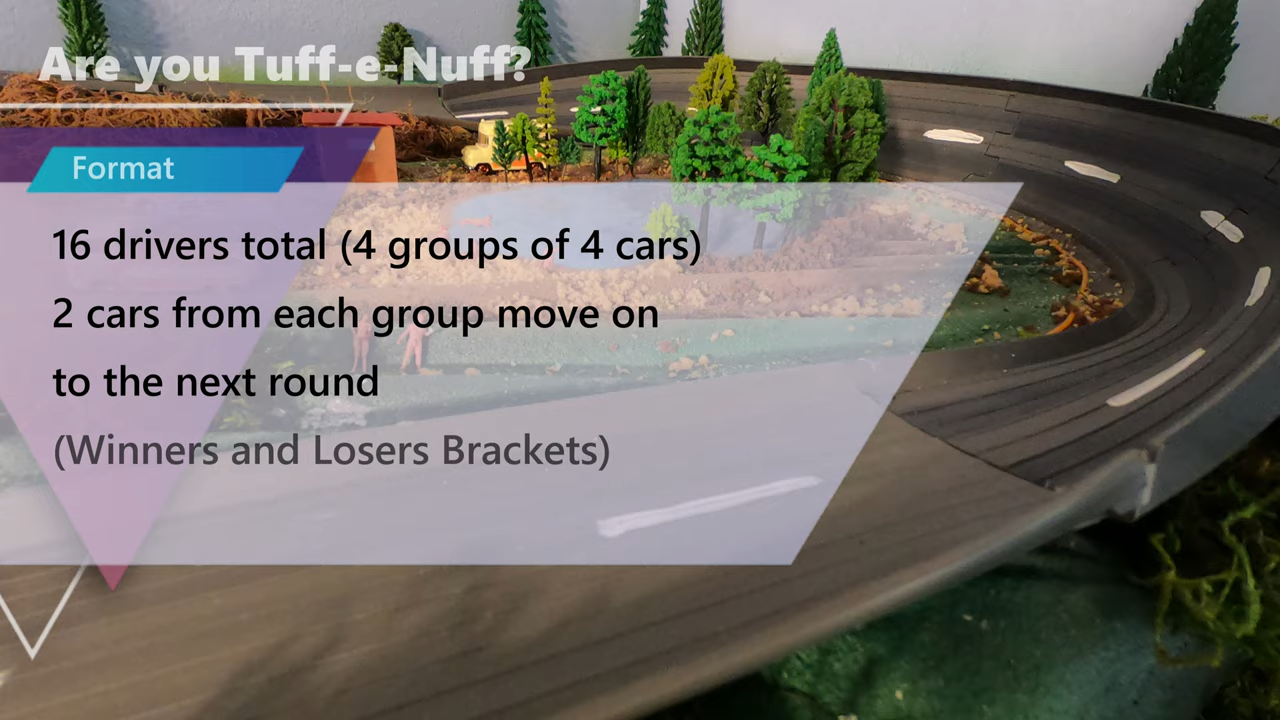 Are you Tuff-e-Nuff?
Format
16 drivers total (4 groups of 4 cars)
2 cars from each group move on
to the next round
(Winners and Losers Brackets)